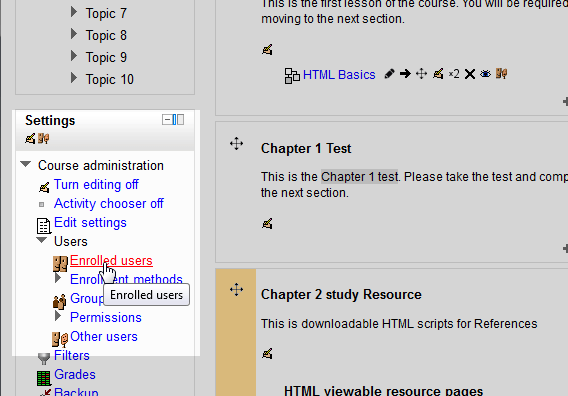 Topic 7
Topic 8
Topic 9
Topic 10
Settings
Course administration
Turn editing off
Activity chooser off
Edit settings
Users
Enrolled users
Enrollment methods
Enrolled users
Permissions
Other users
Filters
Grades
Backup
This is the first lesson of the course. You will be required
moving to the next section.
HTML Basics ×2
Chapter 1 Test
This is the Chapter 1 test. Please take the test and comp
the next section.
Chapter 2 study Resource
This is downloadable HTML scripts for References
HTML viewable resource pages